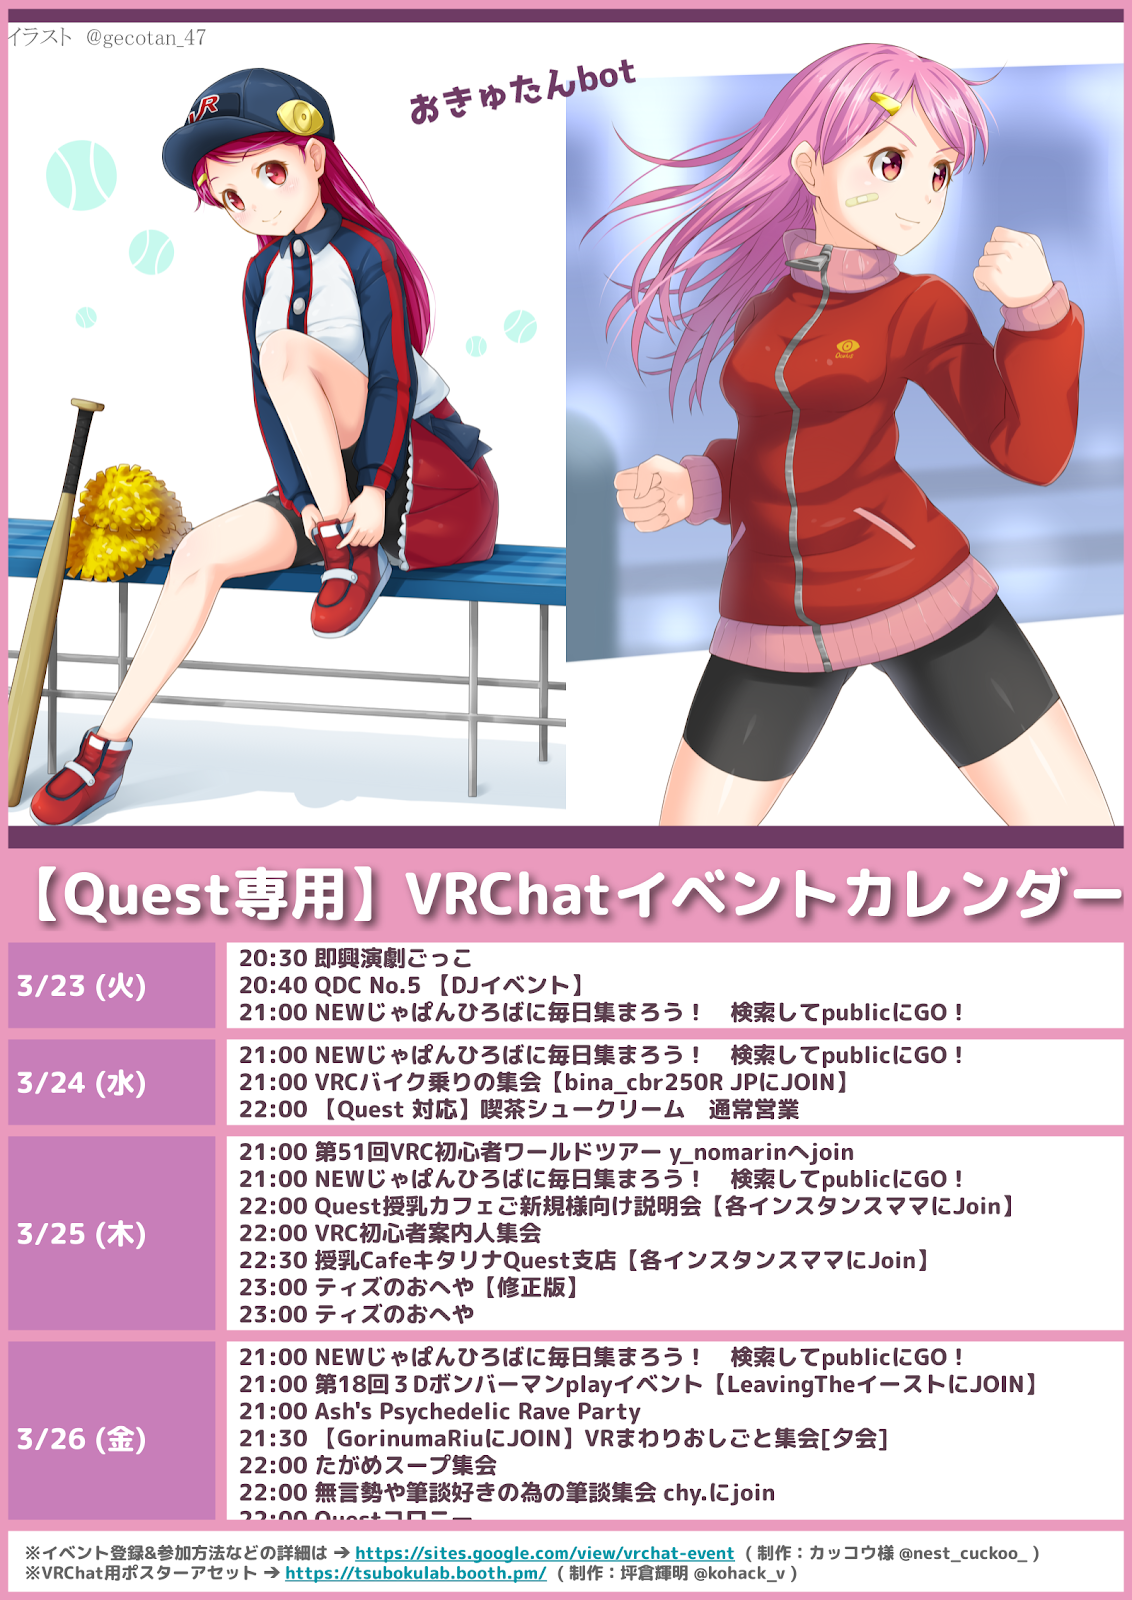 イラスト @gecotan_47
おきゅたんbot
VR
Quest
【Quest専用】VRChatイベントカレンダー
3/23 (火)
20:30 即興演劇ごっこ
20:40 QDC No.5 【DJイベント】
21:00 NEWじゃぱんひろばに毎日集まろう！ 検索してpublicにGO！
3/24 (水)
21:00 NEWじゃぱんひろばに毎日集まろう！ 検索してpublicにGO！
21:00 VRCバイク乗りの集会【bina_cbr250R JPにJOIN】
22:00 【Quest 対応】喫茶シュークリーム 通常営業
3/25 (木)
21:00 第51回VRC初心者ワールドツアー y_nomarinへjoin
21:00 NEWじゃぱんひろばに毎日集まろう！ 検索してpublicにGO！
22:00 Quest授乳カフェご新規様向け説明会【各インスタンスママにJoin】
22:00 VRC初心者案内人集会
22:30 授乳CafeキタリナQuest支店【各インスタンスママにJoin】
23:00 ティズのおへや【修正版】
23:00 ティズのおへや
3/26 (金)
21:00 NEWじゃぱんひろばに毎日集まろう！ 検索してpublicにGO！
21:00 第18回３Dボンバーマンplayイベント【LeavingTheイーストにJOIN】
21:00 Ash's Psychedelic Rave Party
21:30 【GorinumaRiuにJOIN】VRまわりおしごと集会[夕会]
22:00 たがめスープ集会
22:00 無言勢や筆談好きの為の筆談集会 chy.にjoin
22:00 Questコロニー
※イベント登録&参加方法などの詳細は → https://sites.google.com/view/vrchat-event ( 制作：カッコウ様 @nest_cuckoo_ )
※VRChat用ポスターアセット → https://tsubokulab.booth.pm/ ( 制作：坪倉輝明 @kohack_v )